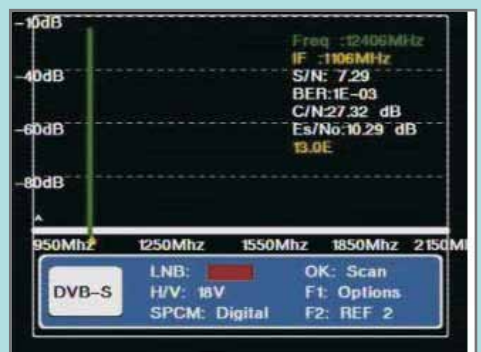 -10dB
Freq :12406MHz
IF :1106MHz
-40dB
S/N: 7.29
BER:1E-03
C/N:27.32 dB
-60dB
Es/No:10.29 dB
13.0E
-80dB
950Mhz 1250Mhz 1550Mhz 1850Mhz 2150M
DVB-S
LNB:
OK: Scan
H/V: 18V
F1: Options
SPCM: Digital
F2: REF 2